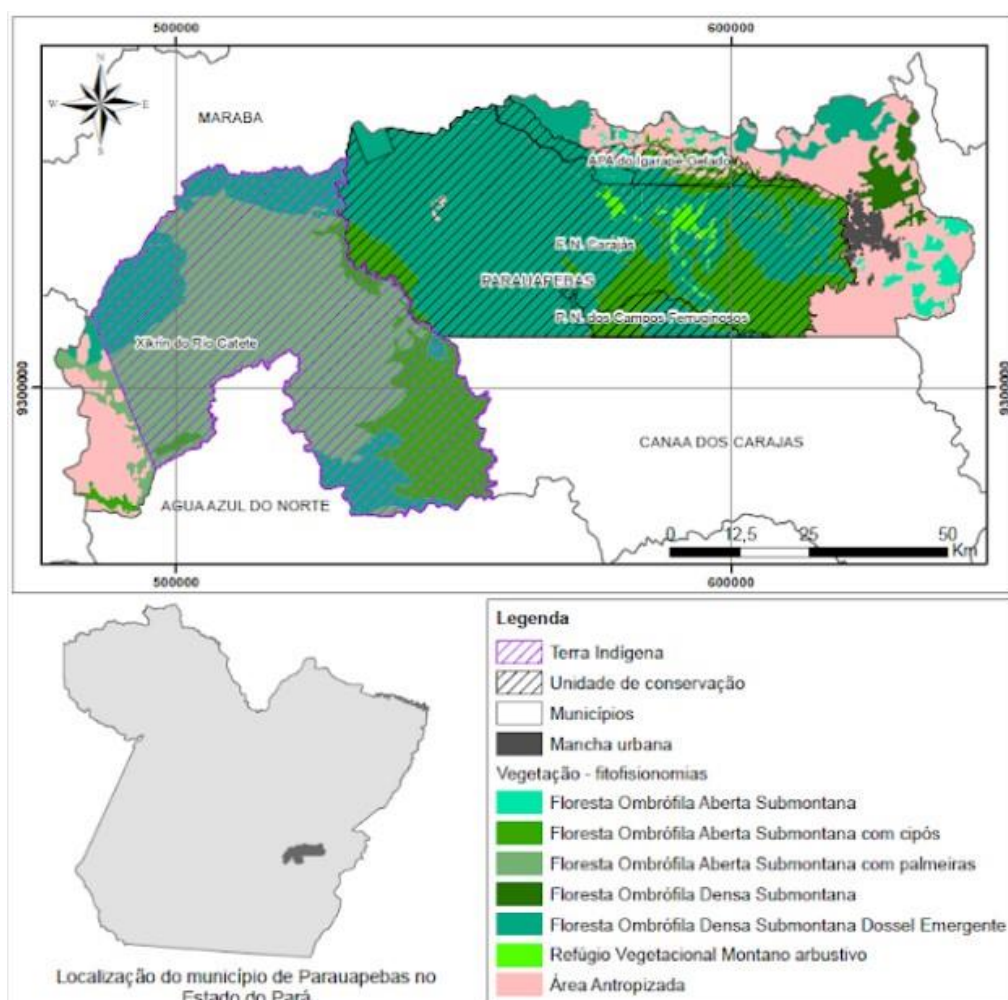 500000
600000
N
W
E
S
MARABA
APA do Igarape Gelado
F. N. Carajás
PARAUAPEBAS
P. N. dos Campos Ferruginosos
Xikrin do Rio Catete
9300000
9300000
CANAA DOS CARAJAS
AGUA AZUL DO NORTE
0 12,5 25 50
Km
500000
600000
Legenda
Terra Indígena
Unidade de conservação
Municípios
Mancha urbana
Vegetação - fitofisionomias
Floresta Ombrófila Aberta Submontana
Floresta Ombrófila Aberta Submontana com cipós
Floresta Ombrófila Aberta Submontana com palmeiras
Floresta Ombrófila Densa Submontana
Floresta Ombrófila Densa Submontana Dossel Emergente
Refúgio Vegetacional Montano arbustivo
Área Antropizada
Localização do município de Parauapebas no
Estado do Pará